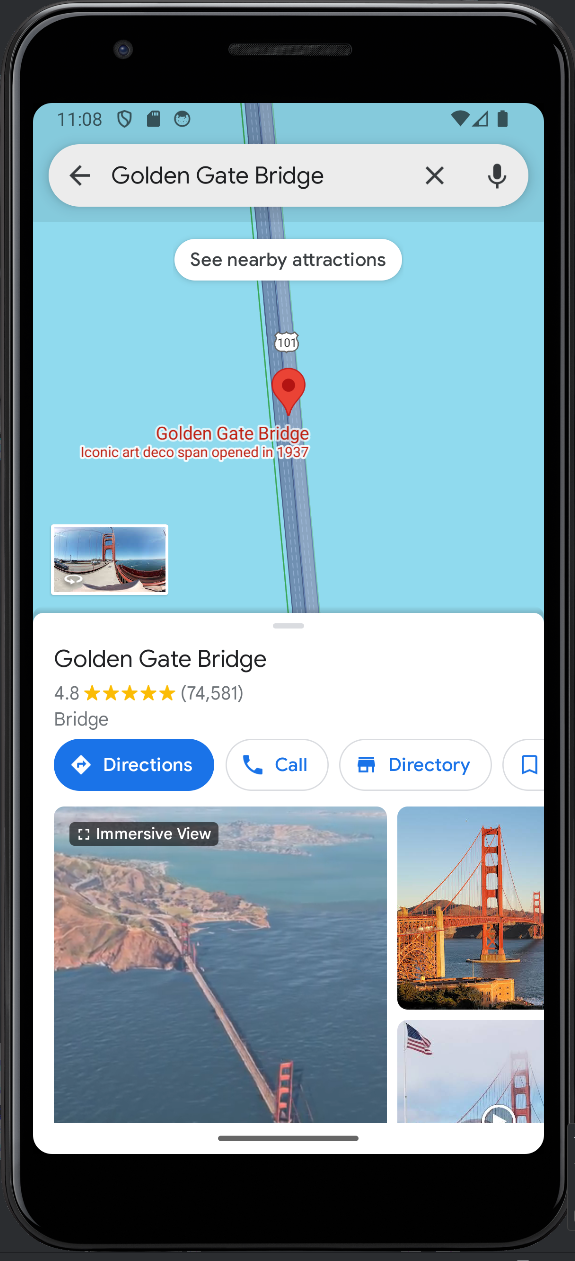 11:08
Golden Gate Bridge
See nearby attractions
101
Golden Gate Bridge
Iconic art deco span opened in 1937
Golden Gate Bridge
4.8 (74,581)
Bridge
Directions Call Directory
Immersive View